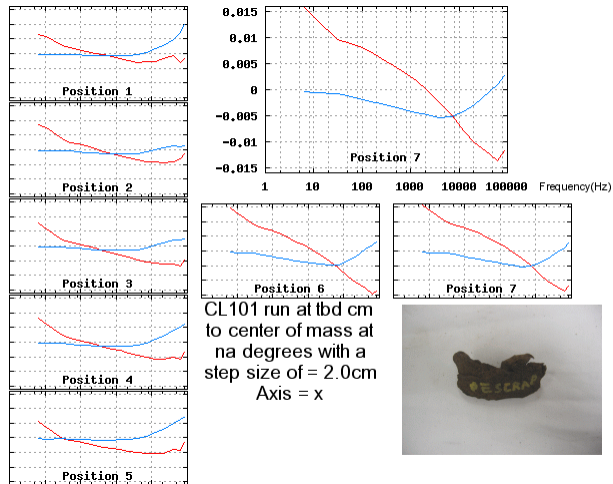 Position 1
Position 2
Position 3
Position 4
Position 5
0.015
0.01
0.005
0
-0.005
-0.01
-0.015
Position 7
1 10 100 1000 10000 100000 Frequency(Hz)
Position 6
Position 7
CL101 run at tbd cm
to center of mass at
na degrees with a
step size of = 2.0cm
Axis = x
ESCRAP